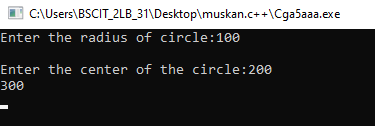 C:\Users\BSCIT_2LB_31\Desktop\muskan.c++\Cga5aaa.exe
Enter the radius of circle:100
Enter the center of the circle:200
300